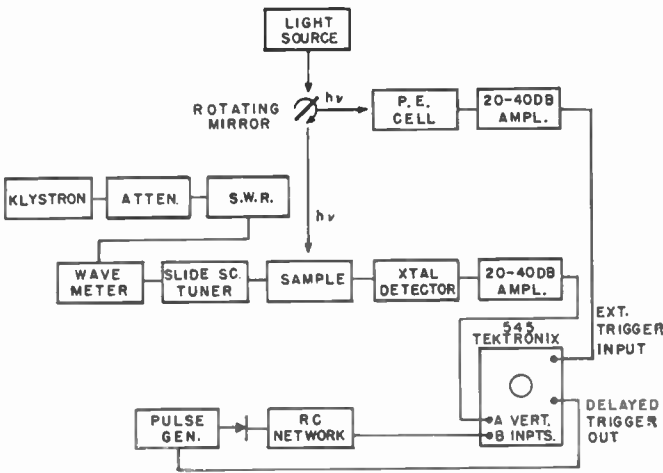 LIGHT
SOURCE
hν
ROTATING
MIRROR
P. E.
CELL
20-40DB
AMPL.
KLYSTRON
ATTEN.
S.W.R.
hν
WAVE
METER
SLIDE SC.
TUNER
SAMPLE
XTAL
DETECTOR
20-40DB
AMPL.
545
TEKTRONIX
EXT.
TRIGGER
INPUT
PULSE
GEN.
RC
NETWORK
A VERT.
B INPTS.
DELAYED
TRIGGER
OUT